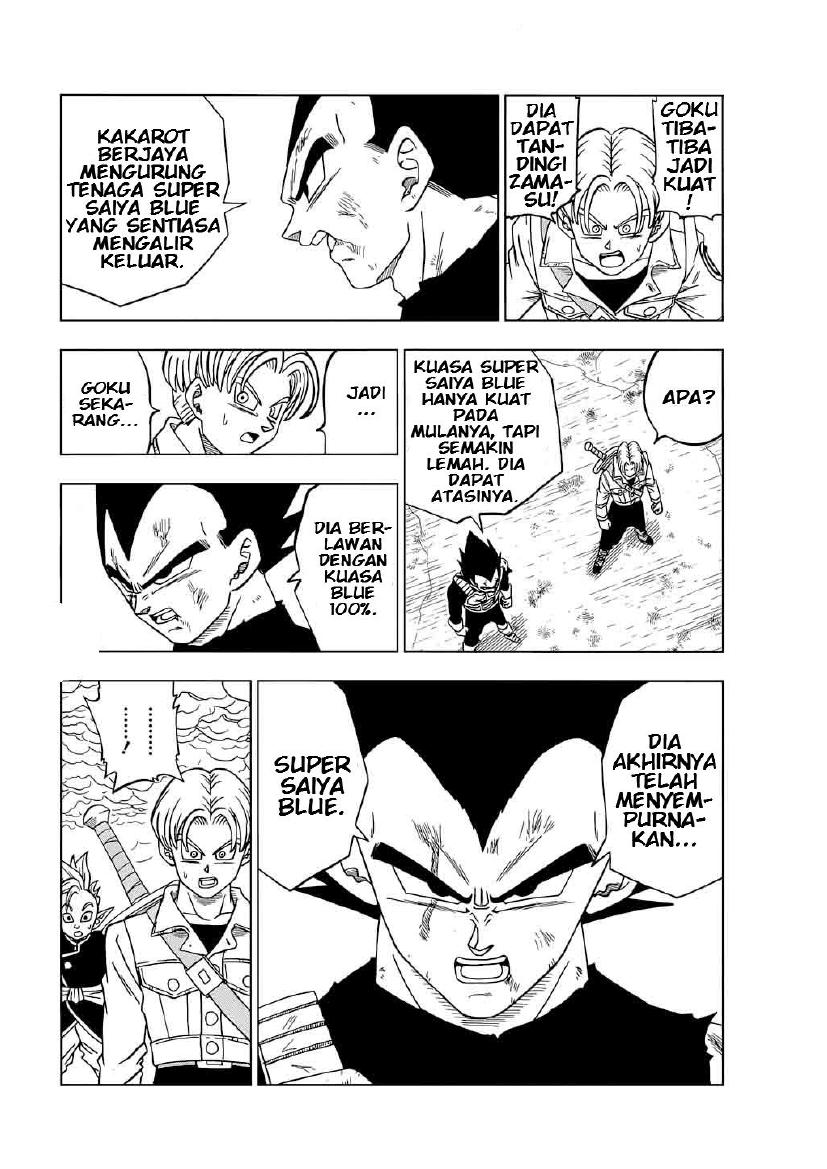 GOKU
TIBA-
TIBA
JADI
KUAT
!
DIA
DAPAT
TAN-
DINGI
ZAMA-
SU!
KAKAROT
BERJAYA
MENGURUNG
TENAGA SUPER
SAIYA BLUE
YANG SENTIASA
MENGALIR
KELUAR.
APA?
KUASA SUPER
SAIYA BLUE
HANYA KUAT
PADA
MULANYA, TAPI
SEMAKIN
LEMAH. DIA
DAPAT
ATASINYA.
JADI
...
GOKU
SEKA-
RANG...
DIA BER-
LAWAN
DENGAN
KUASA
BLUE
100%.
DIA
AKHIRNYA
TELAH
MENYEM-
PURNA-
KAN...
SUPER
SAIYA
BLUE.
......
......!